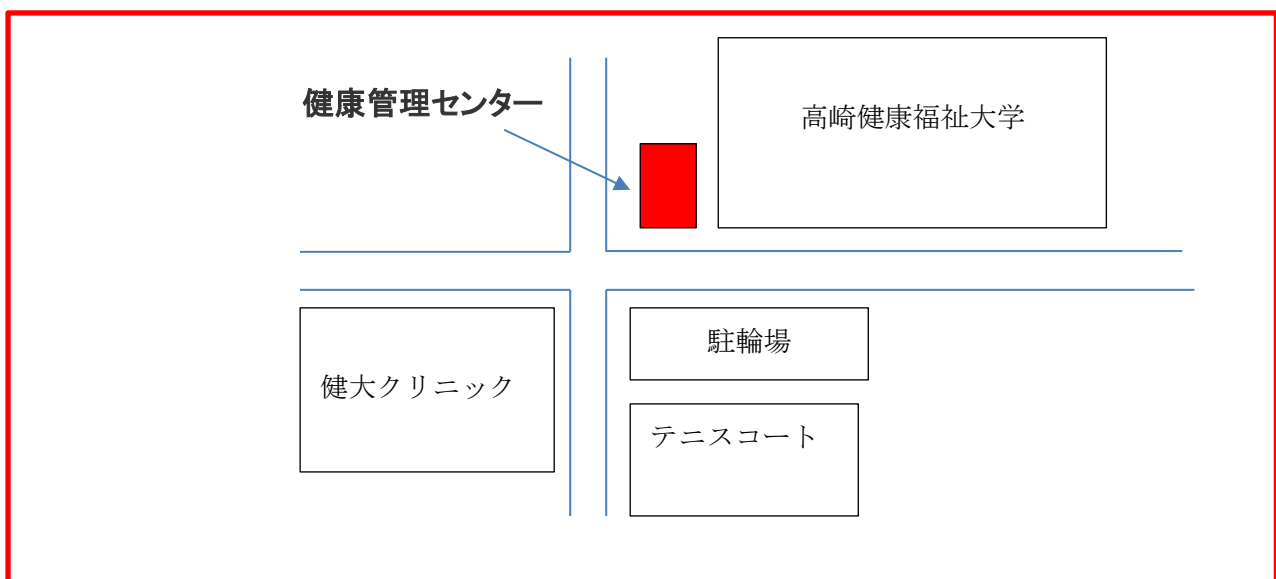 健康管理センター
高崎健康福祉大学
駐輪場
健大クリニック
テニスコート